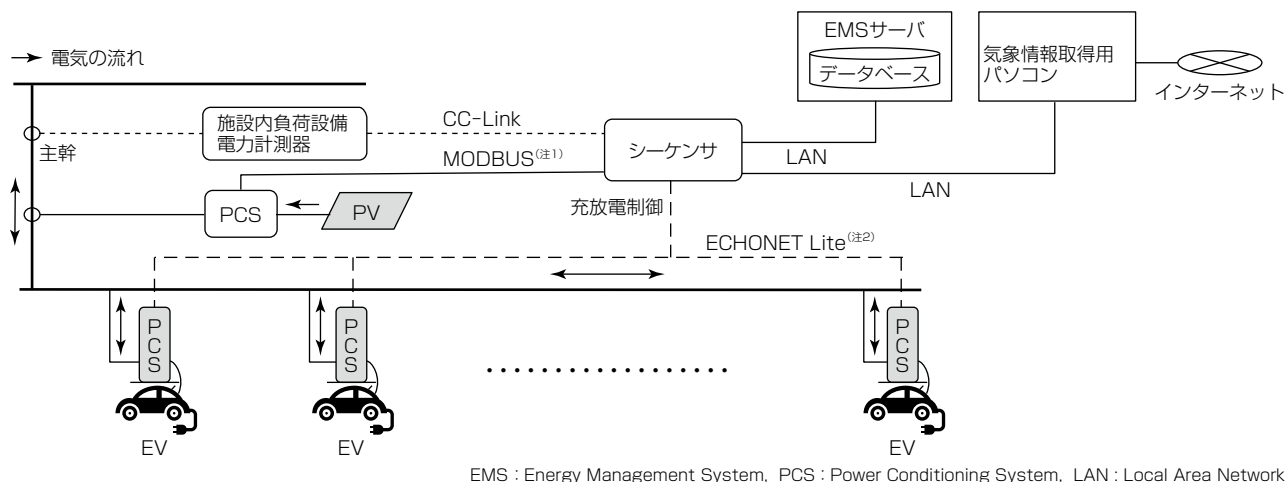 電気の流れ
EMSサーバ
データベース
気象情報取得用
パソコン
インターネット
施設内負荷設備
電力計測器
CC-Link
シーケンサ
主幹
MODBUS(注1)
LAN
LAN
PCS
PV
充放電制御
ECHONET Lite(注2)
PCS
PCS
PCS
EV
EV
EV
EMS：Energy Management System, PCS：Power Conditioning System, LAN：Local Area Network